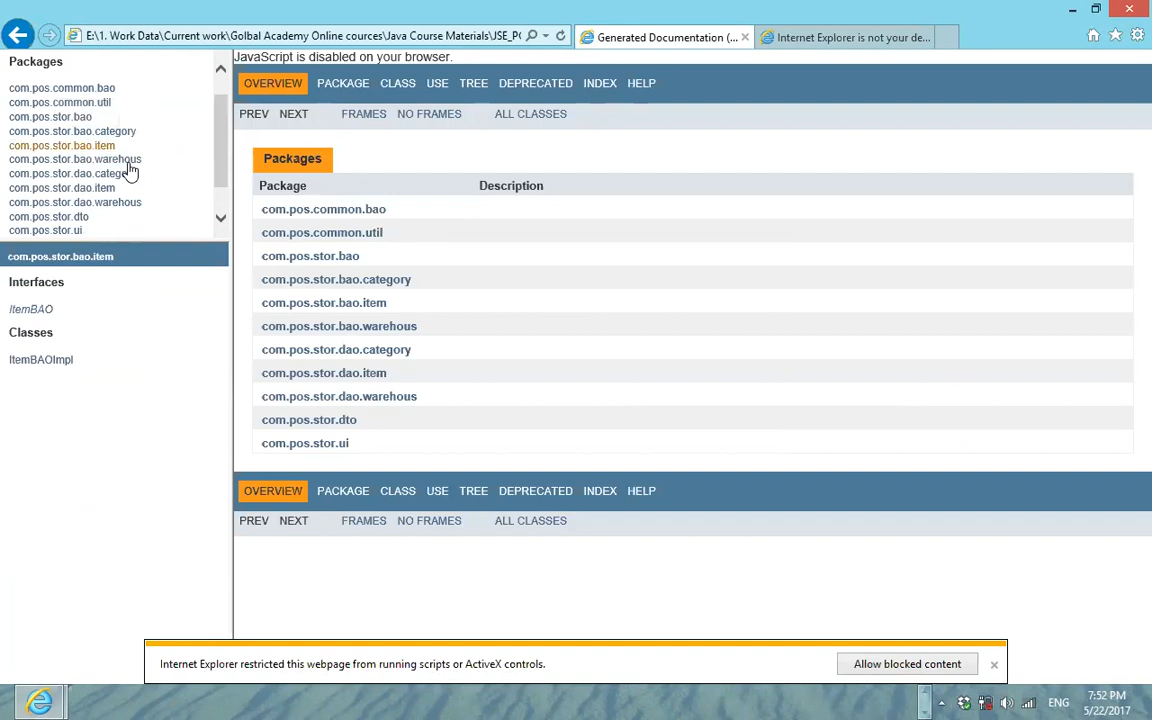 E:\1. Work Data\Current work\Golbal Academy Online cources\Java Course Materials\JSE_P(
Generated Documentation (...
Internet Explorer is not your de...
Packages
com.pos.common.bao
com.pos.common.util
com.pos.stor.bao
com.pos.stor.bao.category
com.pos.stor.bao.item
com.pos.stor.bao.warehous
com.pos.stor.dao.category
com.pos.stor.dao.item
com.pos.stor.dao.warehous
com.pos.stor.dto
com.pos.stor.ui
com.pos.stor.bao.item
Interfaces
ItemBAO
Classes
ItemBAOImpl
JavaScript is disabled on your browser.
OVERVIEW PACKAGE CLASS USE TREE DEPRECATED INDEX HELP
PREV NEXT FRAMES NO FRAMES ALL CLASSES
Packages
Package Description
com.pos.common.bao
com.pos.common.util
com.pos.stor.bao
com.pos.stor.bao.category
com.pos.stor.bao.item
com.pos.stor.bao.warehous
com.pos.stor.dao.category
com.pos.stor.dao.item
com.pos.stor.dao.warehous
com.pos.stor.dto
com.pos.stor.ui
OVERVIEW PACKAGE CLASS USE TREE DEPRECATED INDEX HELP
PREV NEXT FRAMES NO FRAMES ALL CLASSES
Internet Explorer restricted this webpage from running scripts or ActiveX controls.
Allow blocked content
ENG
7:52 PM
5/22/2017